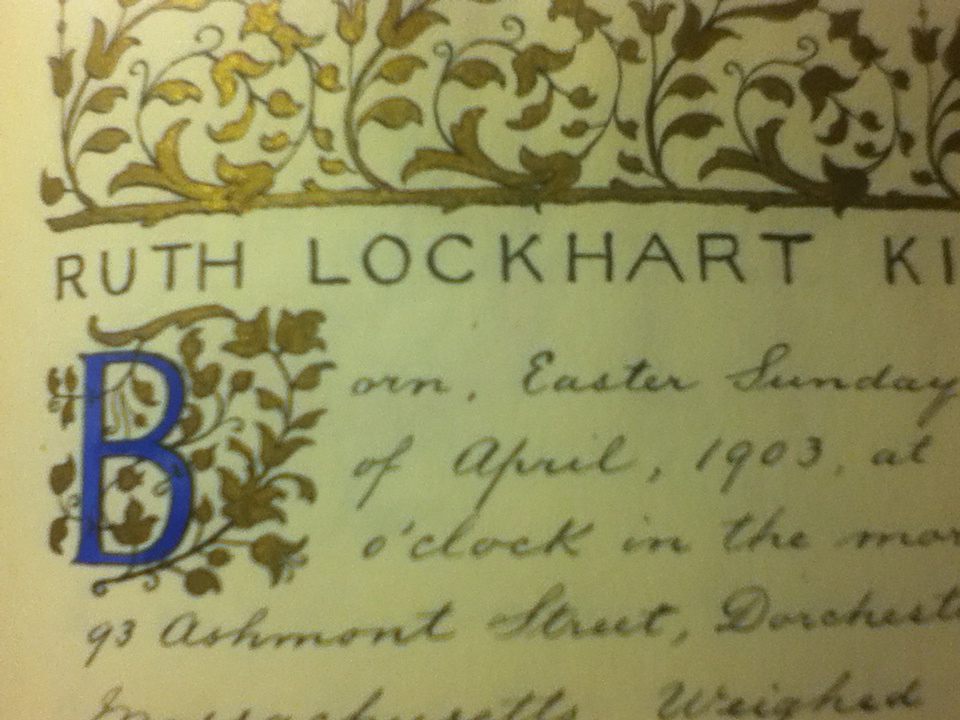 RUTH LOCKHART KI
Born, Easter Sunday
of April, 1903, at
o'clock in the mor
93 Ashmont Street, Dorcheste
Massachusetts Weighed